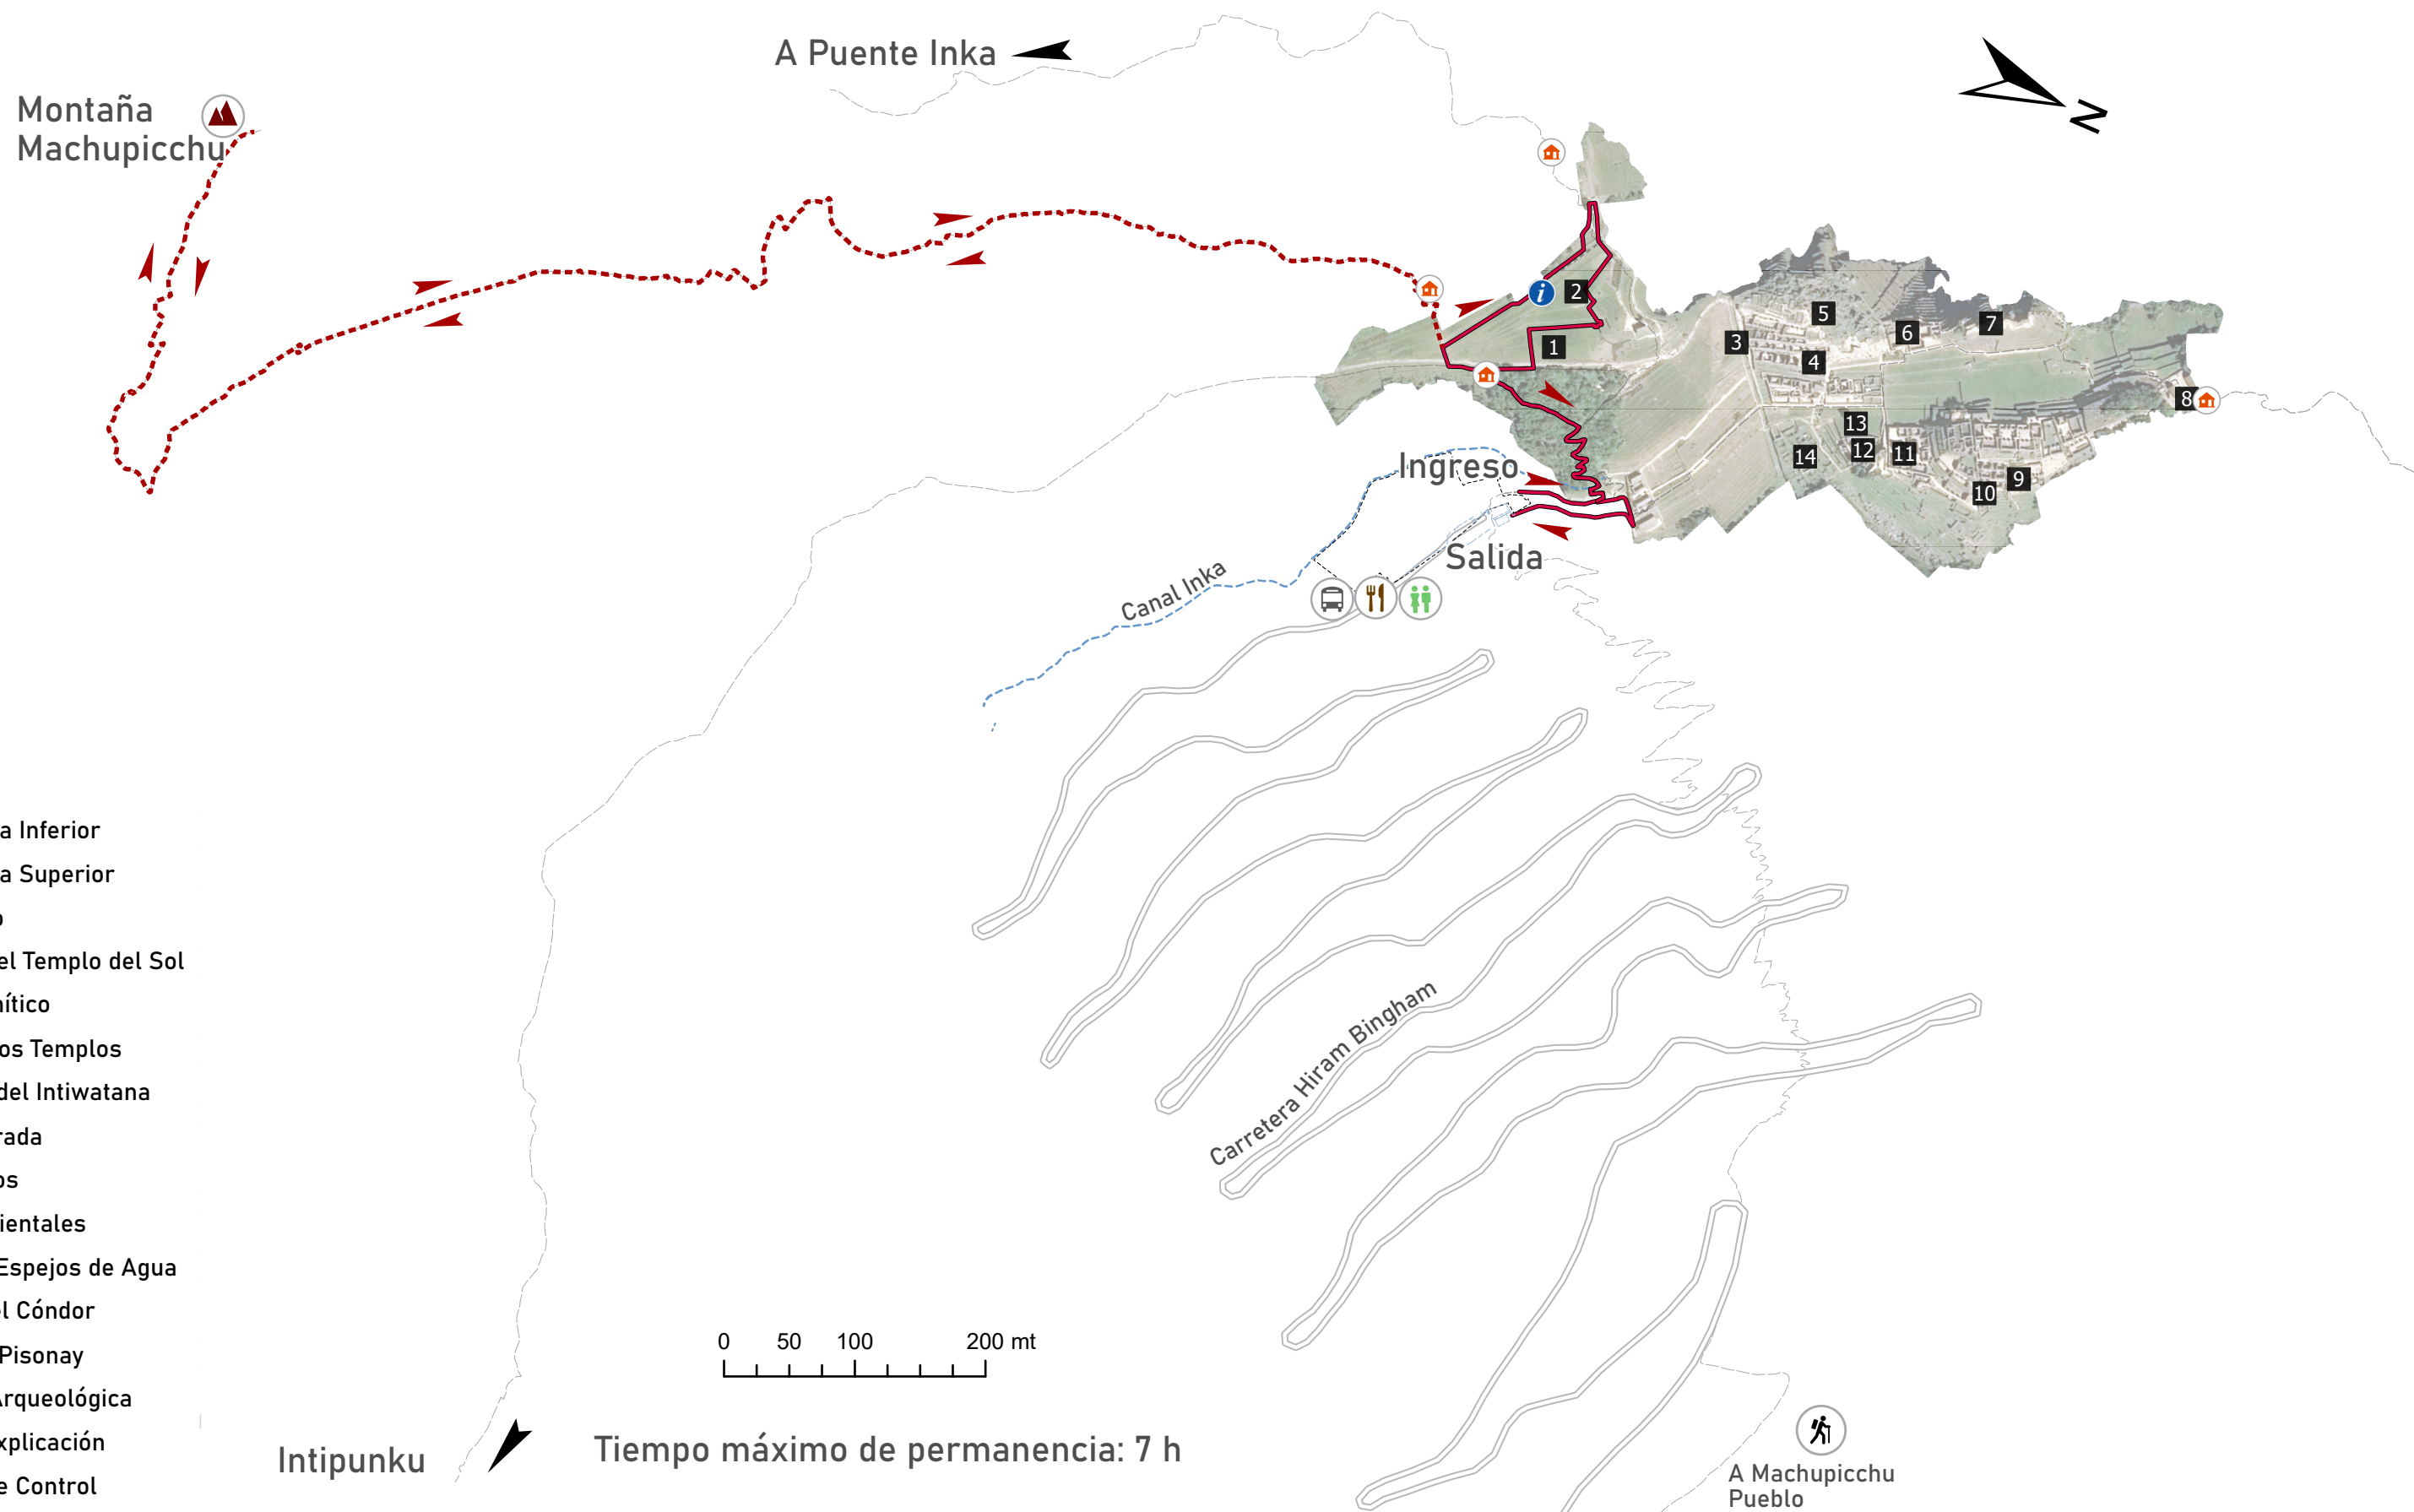 A Puente Inka
N
Montaña
Machupicchu
i
2
1
3
5
4
6
7
8
13
12
11
14
10
9
Ingreso
Salida
Canal Inka
Carretera Hiram Bingham
a Inferior
a Superior
o
el Templo del Sol
ítico
os Templos
del Intiwatana
rada
os
ientales
Espejos de Agua
el Cóndor
Pisonay
Arqueológica
xplicación
e Control
0 50 100 200 mt
Tiempo máximo de permanencia: 7 h
Intipunku
A Machupicchu
Pueblo